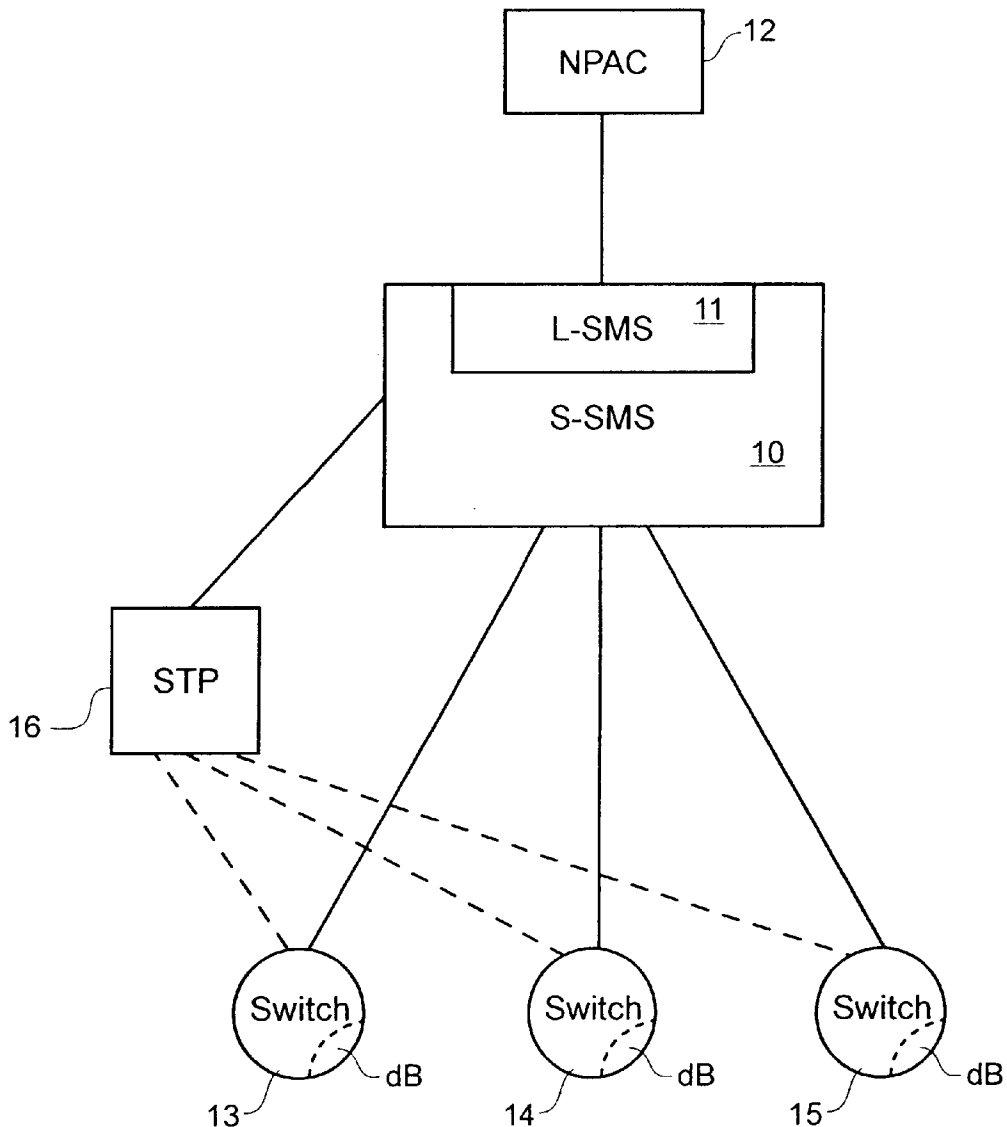 NPAC
12
11
L-SMS
S-SMS
10
STP
16
Switch
Switch
Switch
dB
dB
dB
13
14
15